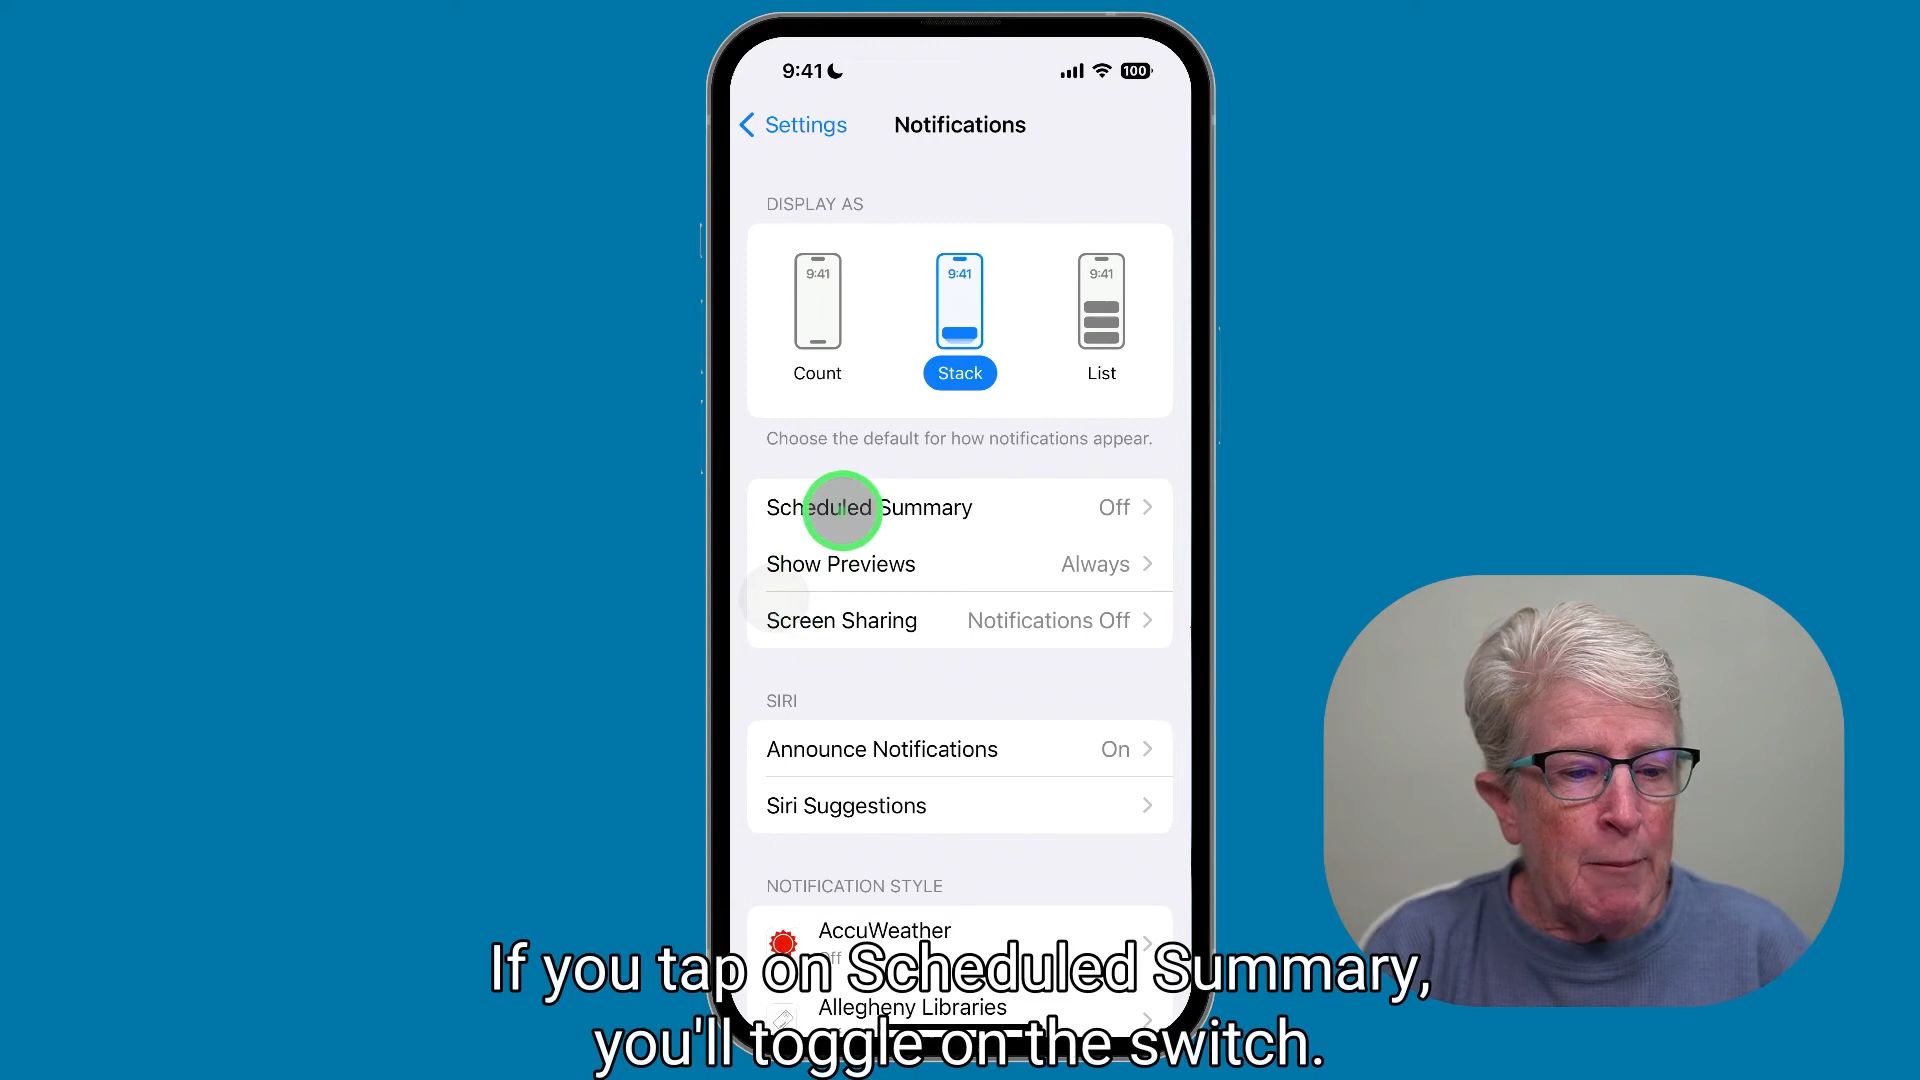 9:41
100
Settings
Notifications
DISPLAY AS
9:41
9:41
9:41
Count
Stack
List
Choose the default for how notifications appear.
Scheduled Summary Off
Show Previews Always
Screen Sharing Notifications Off
SIRI
Announce Notifications On
Siri Suggestions
NOTIFICATION STYLE
AccuWeather
Off
Allegheny Libraries
If you tap on Scheduled Summary,
you'll toggle on the switch.